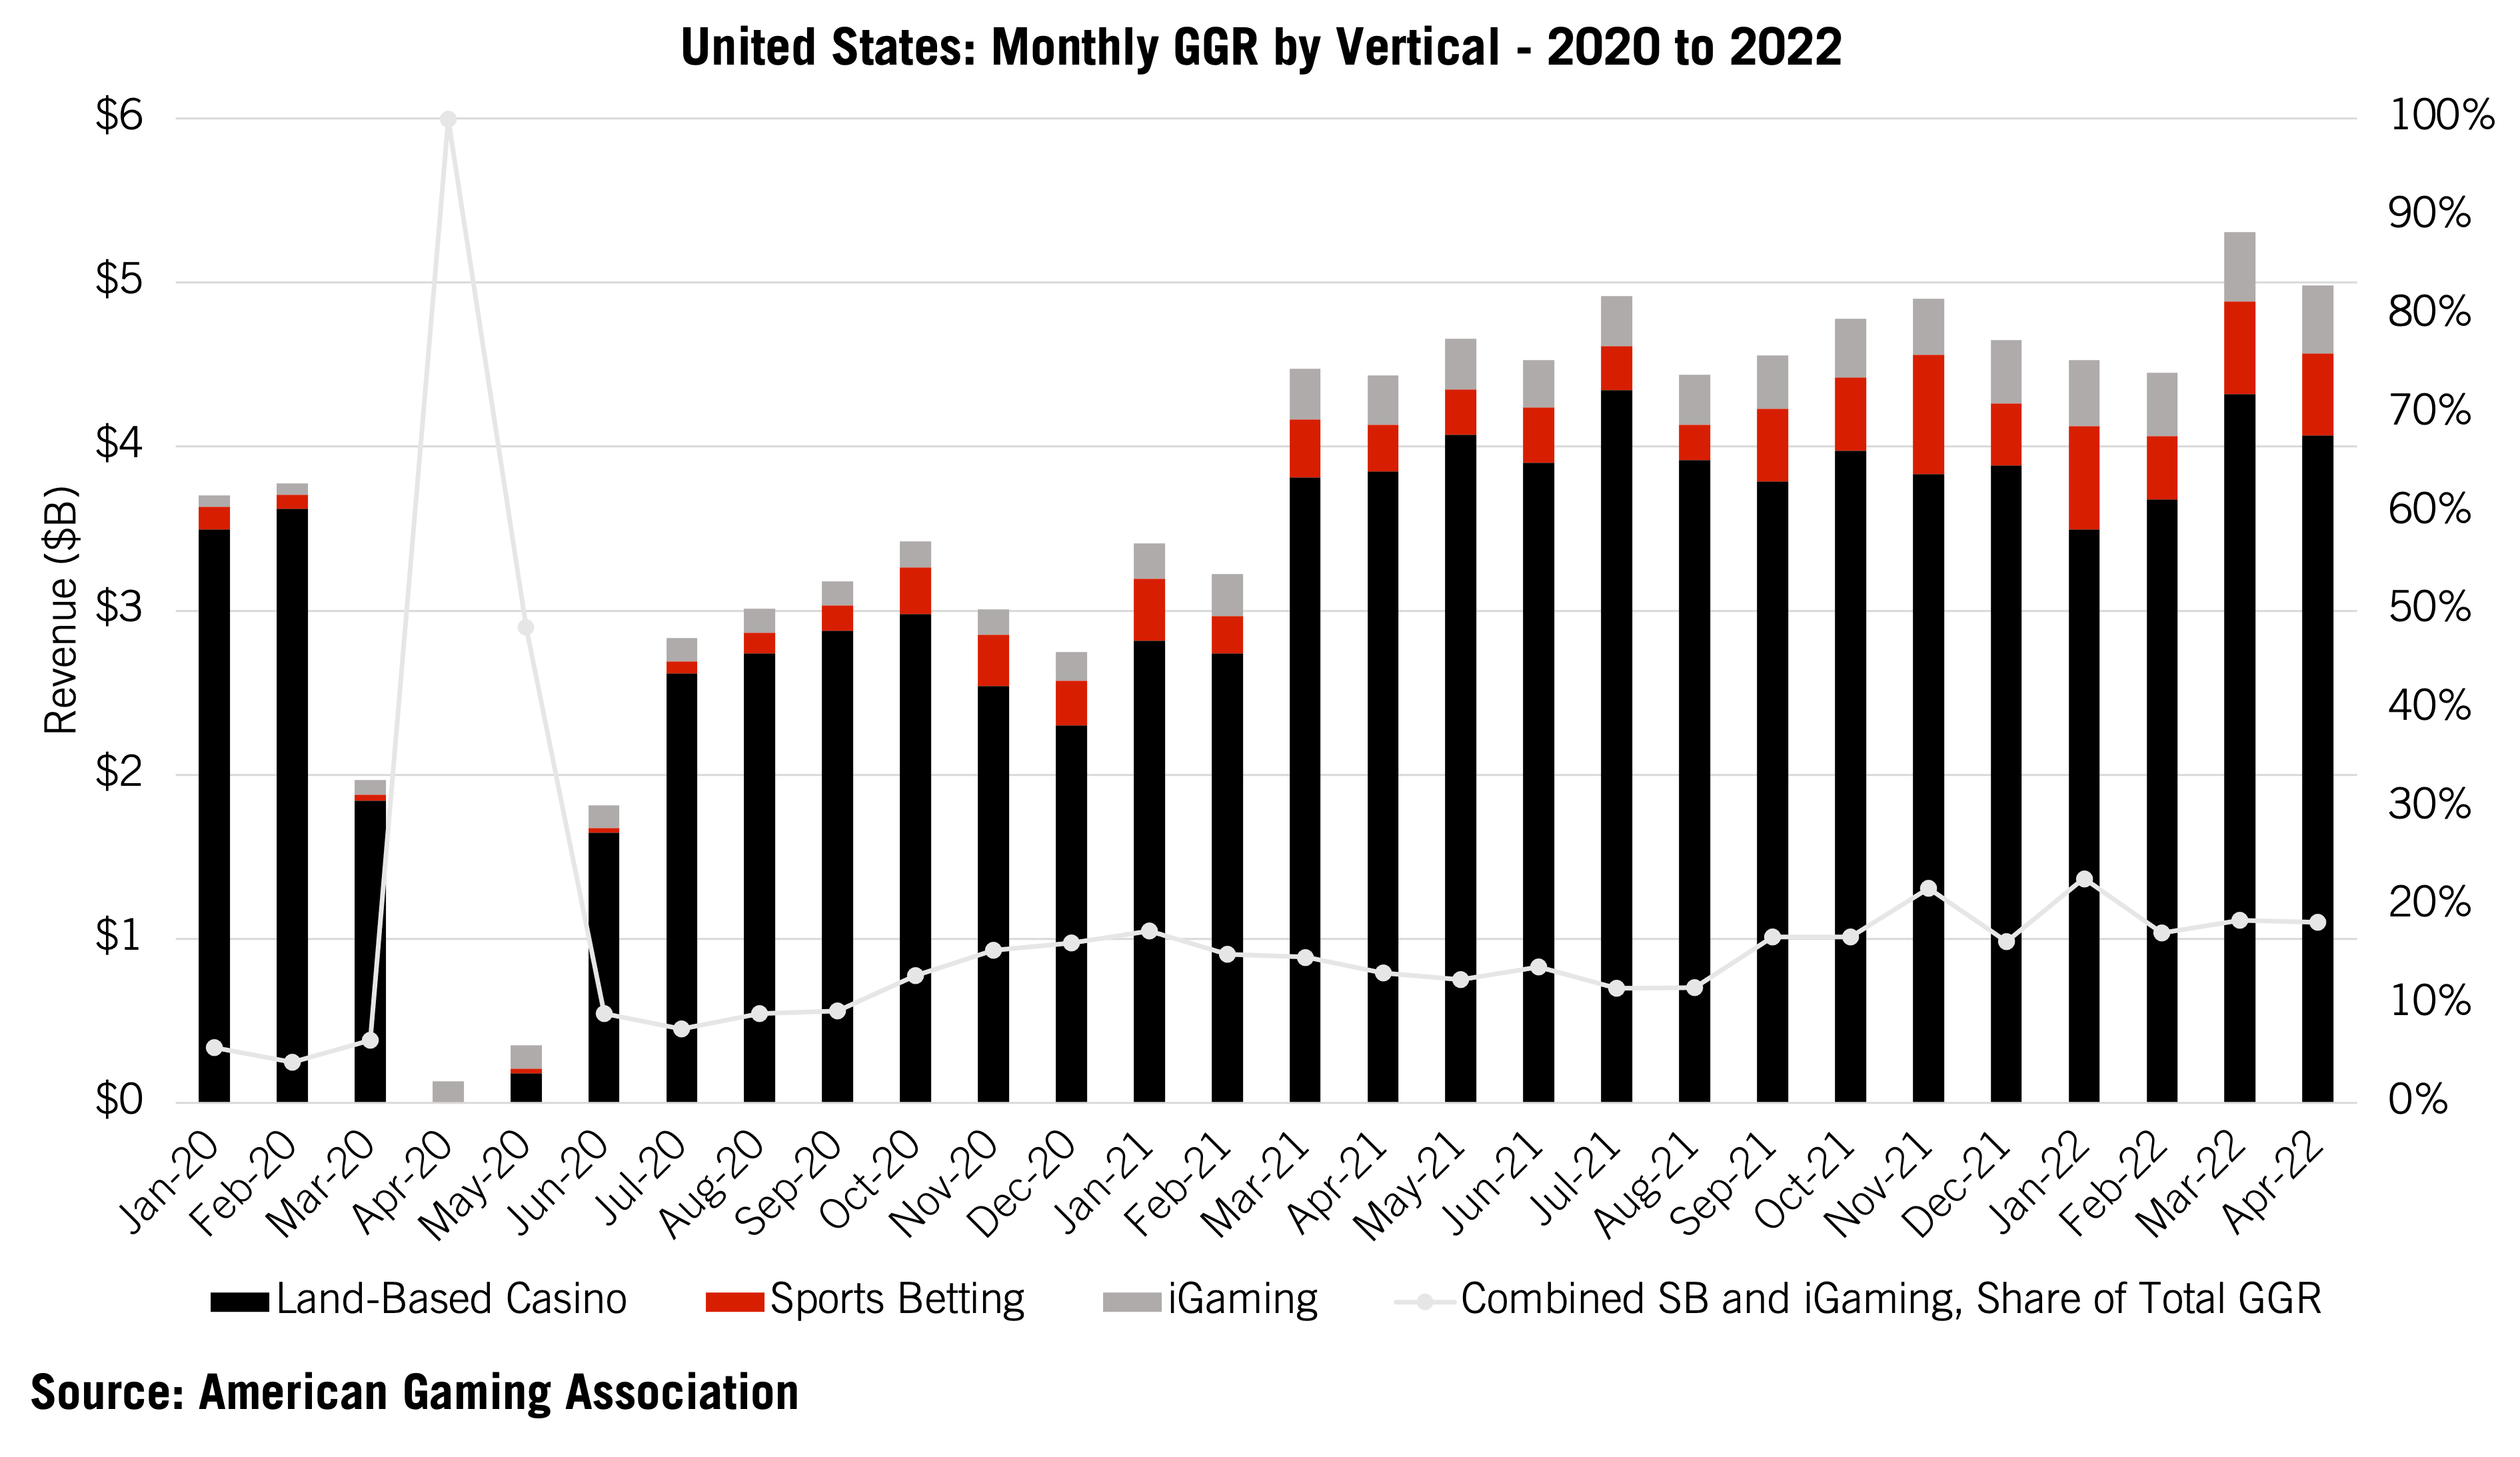 United States: Monthly GGR by Vertical - 2020 to 2022
$6
$5
$4
$3
$2
$1
$0
Revenue ($B)
100%
90%
80%
70%
60%
50%
40%
30%
20%
10%
0%
Jan-20
Feb-20
Mar-20
Apr-20
May-20
Jun-20
Jul-20
Aug-20
Sep-20
Oct-20
Nov-20
Dec-20
Jan-21
Feb-21
Mar-21
Apr-21
May-21
Jun-21
Jul-21
Aug-21
Sep-21
Oct-21
Nov-21
Dec-21
Jan-22
Feb-22
Mar-22
Apr-22
Land-Based Casino
Sports Betting
iGaming
Combined SB and iGaming, Share of Total GGR
Source: American Gaming Association